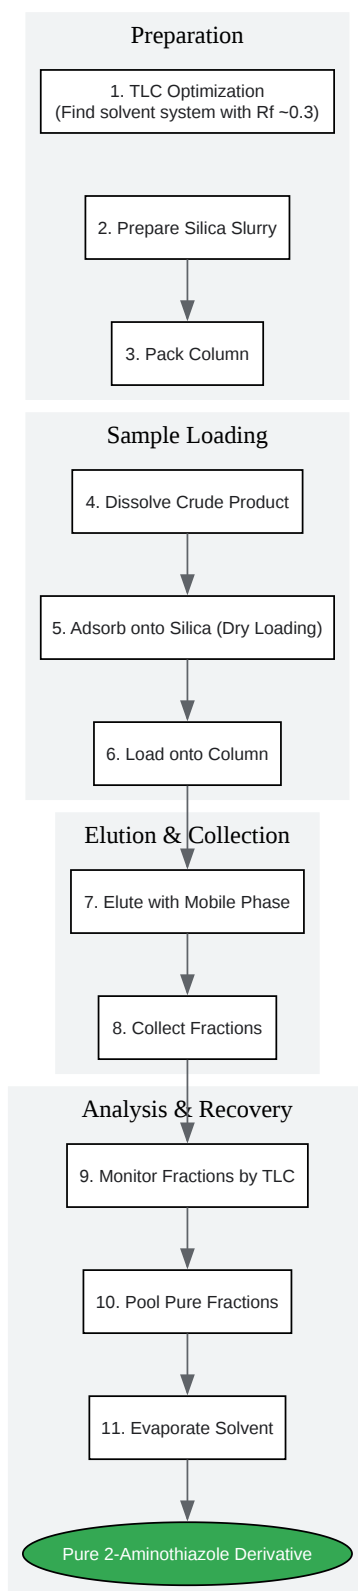 Preparation
1. TLC Optimization
(Find solvent system with Rf ~0.3)
2. Prepare Silica Slurry
3. Pack Column
Sample Loading
4. Dissolve Crude Product
5. Adsorb onto Silica (Dry Loading)
6. Load onto Column
Elution & Collection
7. Elute with Mobile Phase
8. Collect Fractions
Analysis & Recovery
9. Monitor Fractions by TLC
10. Pool Pure Fractions
11. Evaporate Solvent
Pure 2-Aminothiazole Derivative